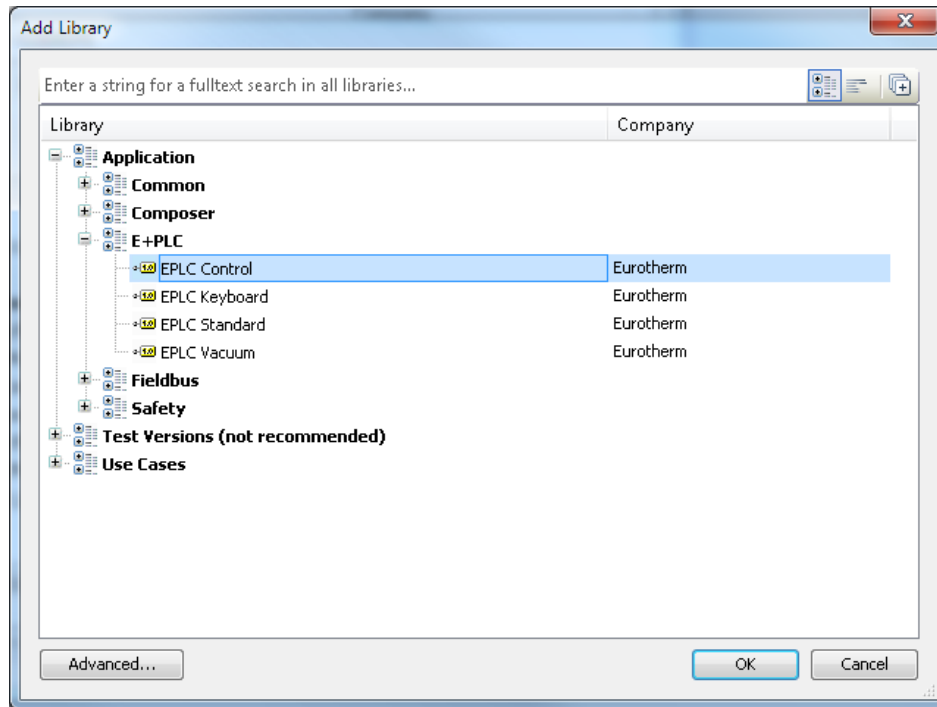 Add Library
Enter a string for a fulltext search in all libraries...
Library Company
Application
Common
Composer
E+PLC
EPLC Control Eurotherm
EPLC Keyboard Eurotherm
EPLC Standard Eurotherm
EPLC Vacuum Eurotherm
Fieldbus
Safety
Test Versions (not recommended)
Use Cases
Advanced... OK Cancel